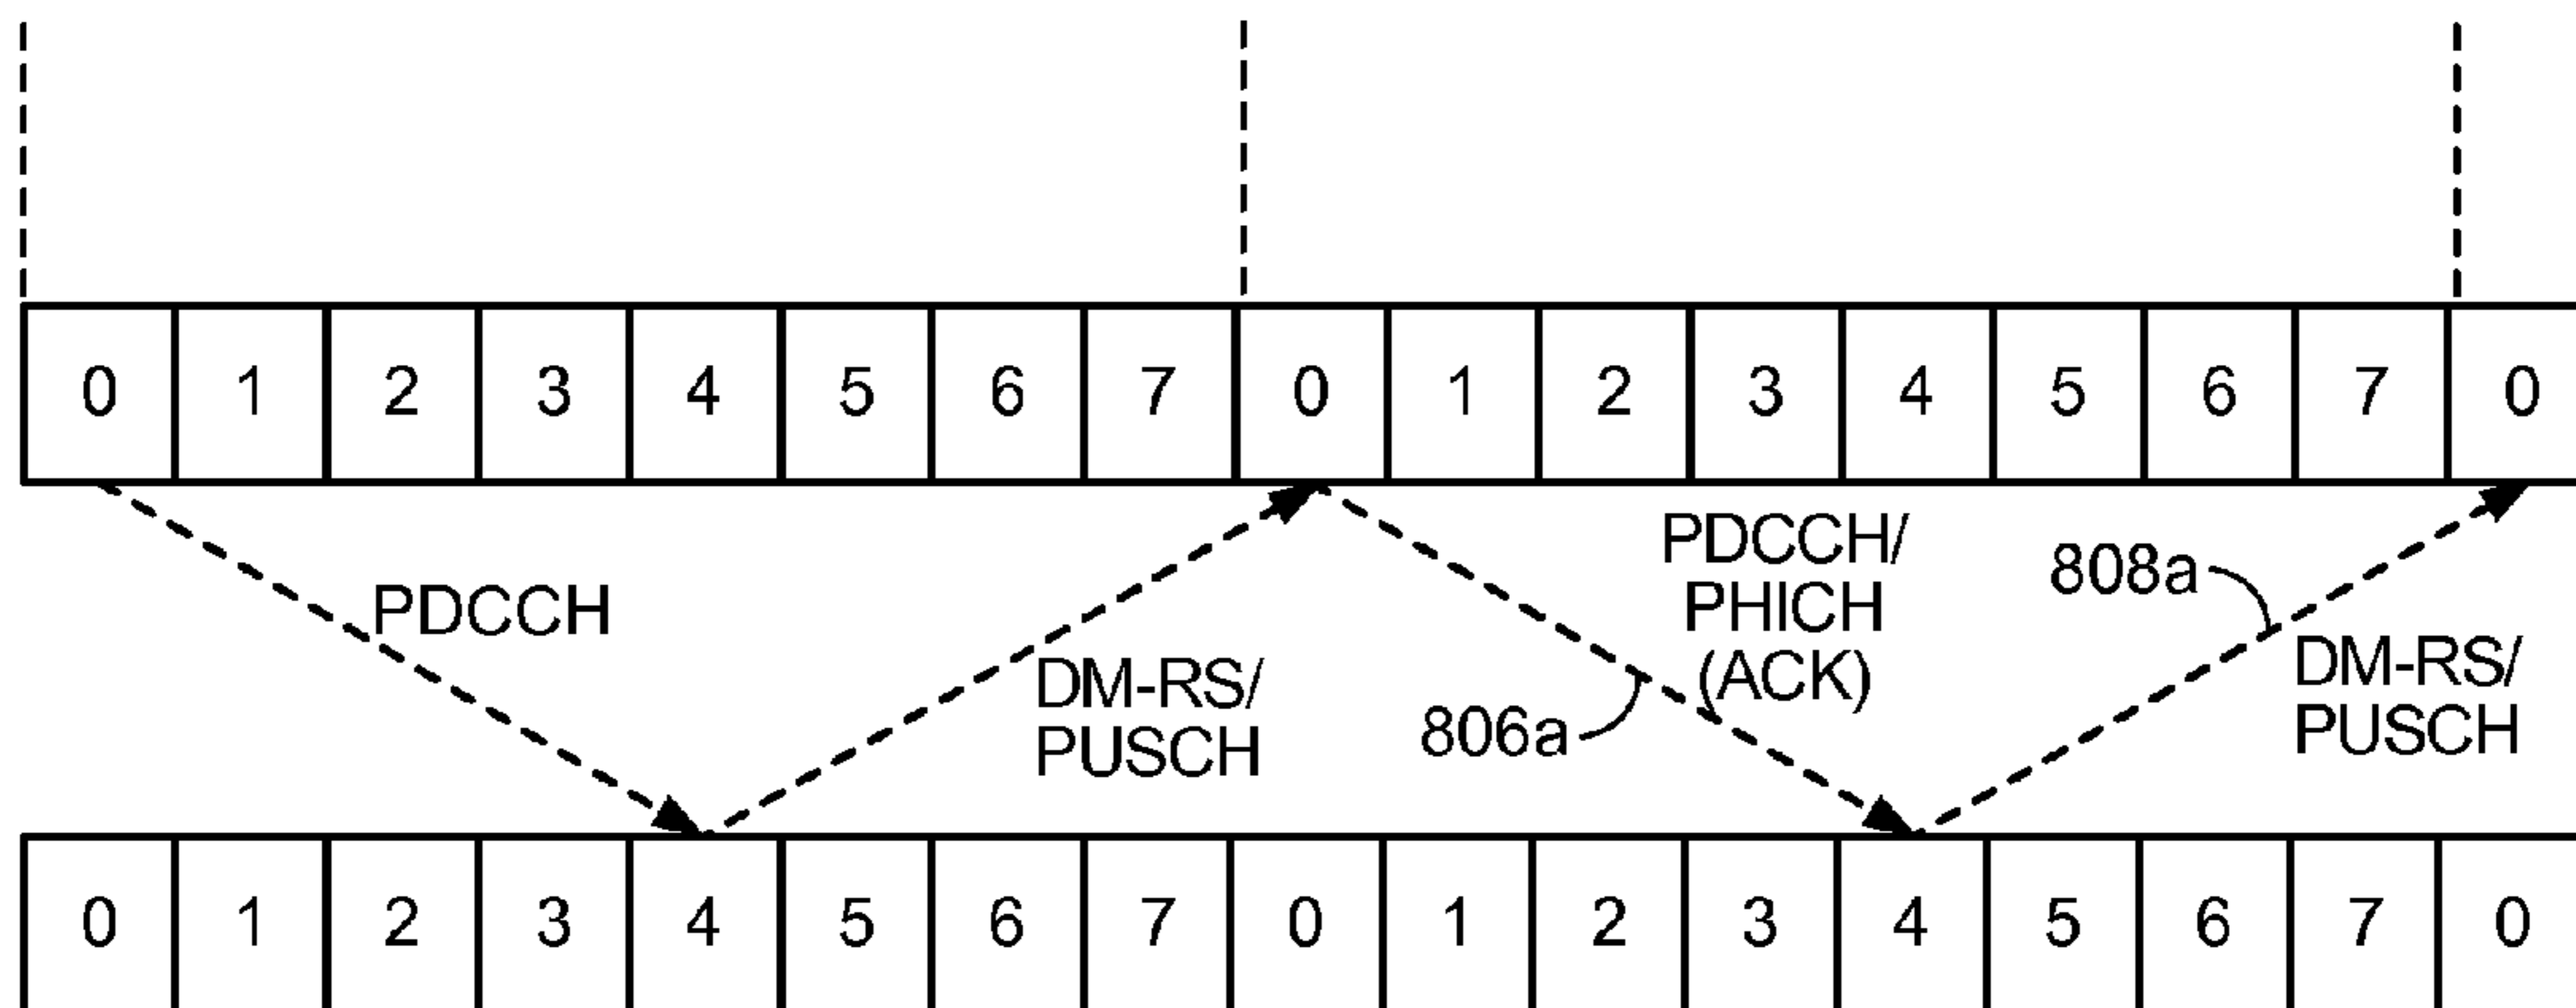 0 1 2 3 4 5 6 7 0 1 2 3 4 5 6 7 0
PDCCH
DM-RS/
PUSCH
806a
PDCCH/
PHICH
(ACK)
808a
DM-RS/
PUSCH
0 1 2 3 4 5 6 7 0 1 2 3 4 5 6 7 0